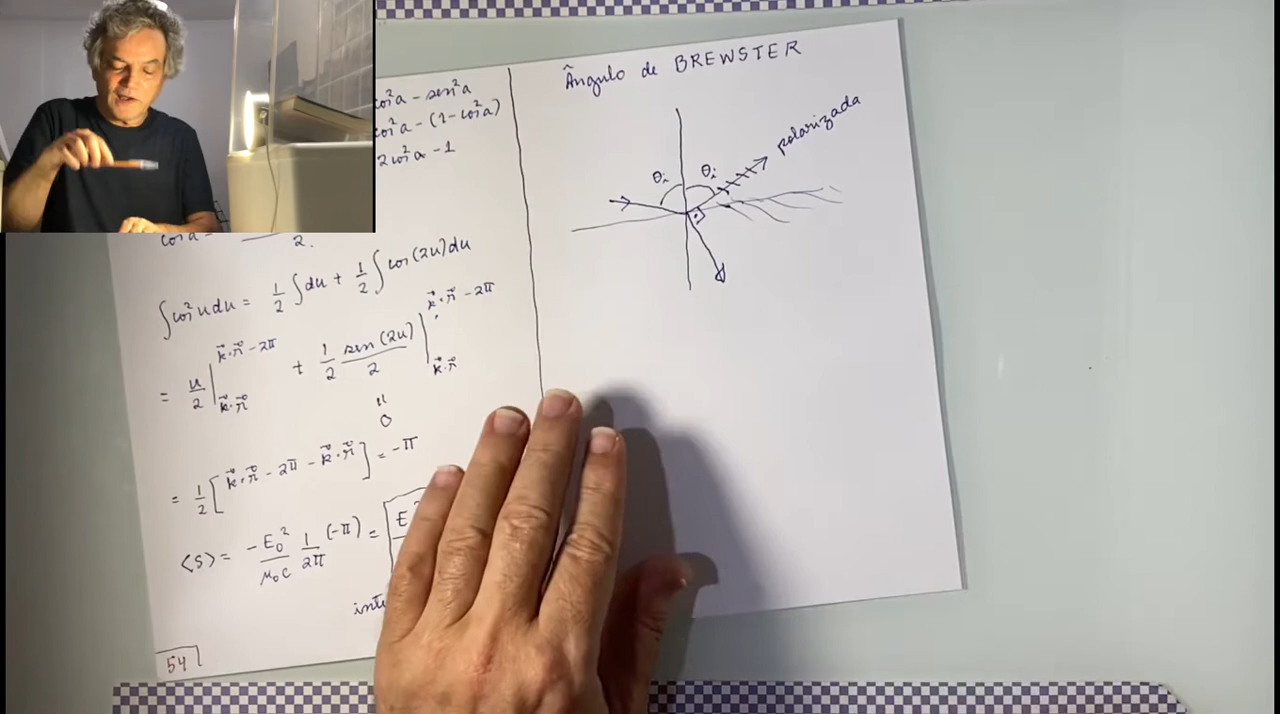 cos²a - sen²a
cos²a - (1 - cos²a)
2cos²a - 1
2.
∫cos²u du = 1/2 ∫du + 1/2 ∫cos(2u)du
= u/2 |_{k⃗·r⃗}^{k⃗·r⃗ - 2π} + 1/2 sen(2u)/2 |_{k⃗·r⃗}^{k⃗·r⃗ - 2π}
"
0
= 1/2 [k⃗·r⃗ - 2π - k⃗·r⃗] = -π
<S> = -E₀²/μ₀c 1/2π (-π) =
54
Ângulo de BREWSTER
polarizada
θi θi